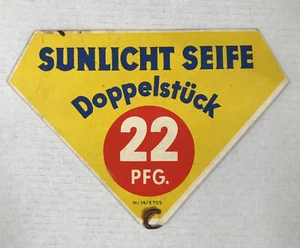 SUNLICHT SEIFE
Doppelstück
22
PFG.